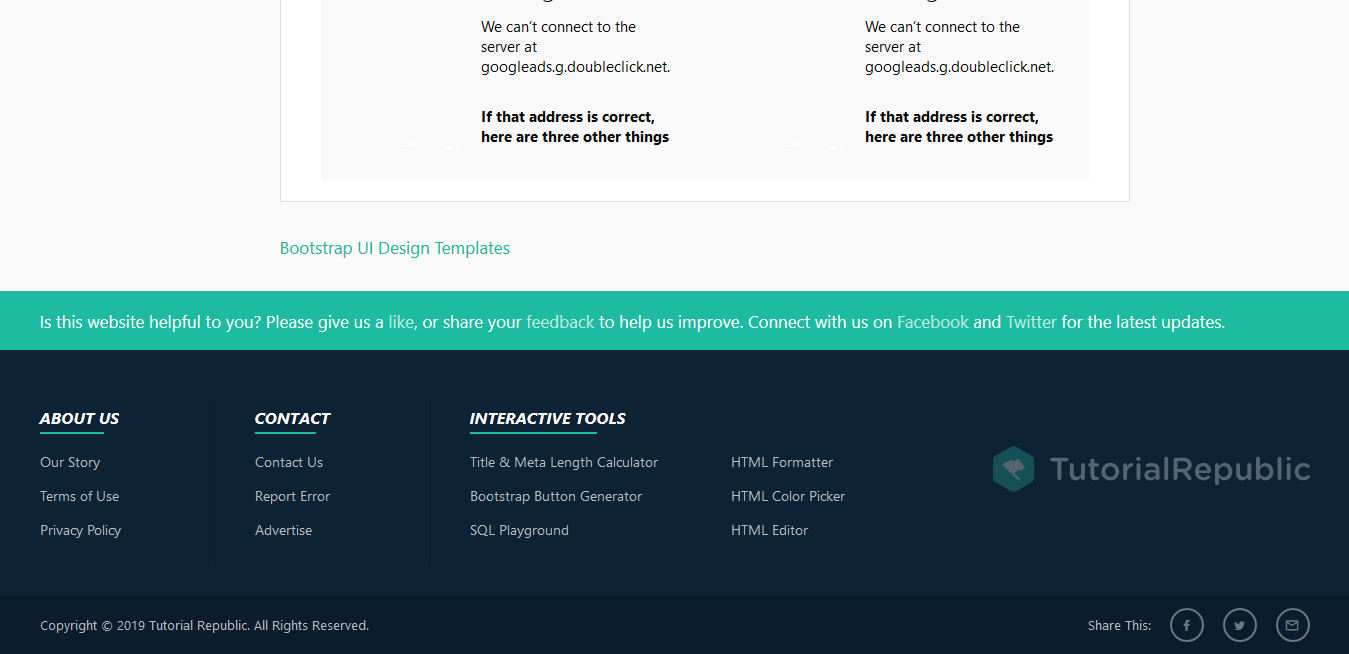 We can't connect to the
server at
googleads.g.doubleclick.net.
If that address is correct,
here are three other things
We can't connect to the
server at
googleads.g.doubleclick.net.
If that address is correct,
here are three other things
Bootstrap UI Design Templates
Is this website helpful to you? Please give us a like, or share your feedback to help us improve. Connect with us on Facebook and Twitter for the latest updates.
ABOUT US
Our Story
Terms of Use
Privacy Policy
CONTACT
Contact Us
Report Error
Advertise
INTERACTIVE TOOLS
Title & Meta Length Calculator
Bootstrap Button Generator
SQL Playground
HTML Formatter
HTML Color Picker
HTML Editor
TutorialRepublic
Copyright © 2019 Tutorial Republic. All Rights Reserved.
Share This: